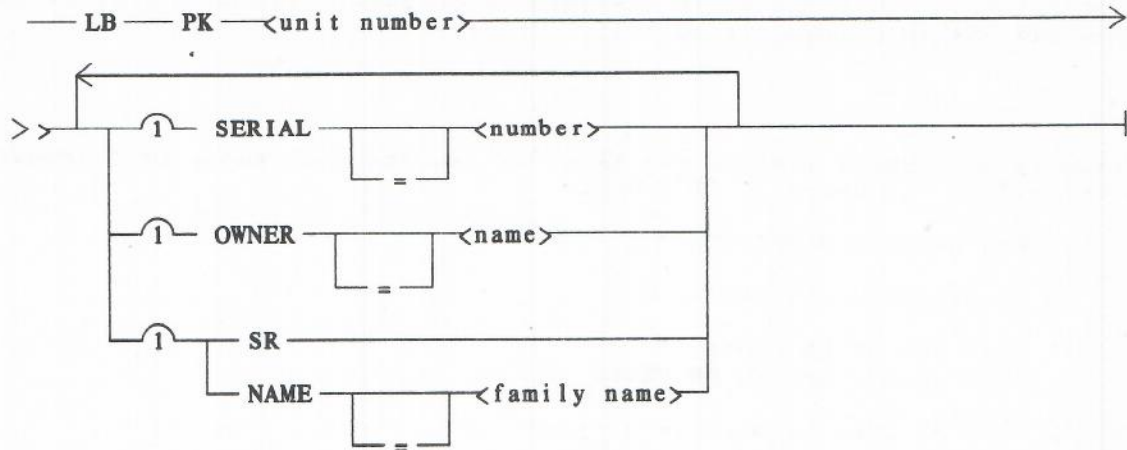 LB PK <unit number>
1 SERIAL <number>
=
1 OWNER <name>
=
1 SR
NAME <family name>
=